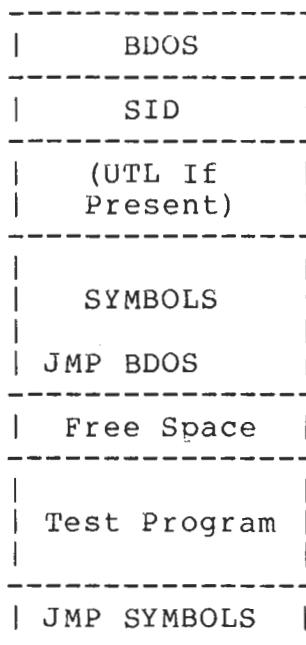 BDOS
SID
(UTL If
Present)
SYMBOLS
JMP BDOS
Free Space
Test Program
JMP SYMBOLS